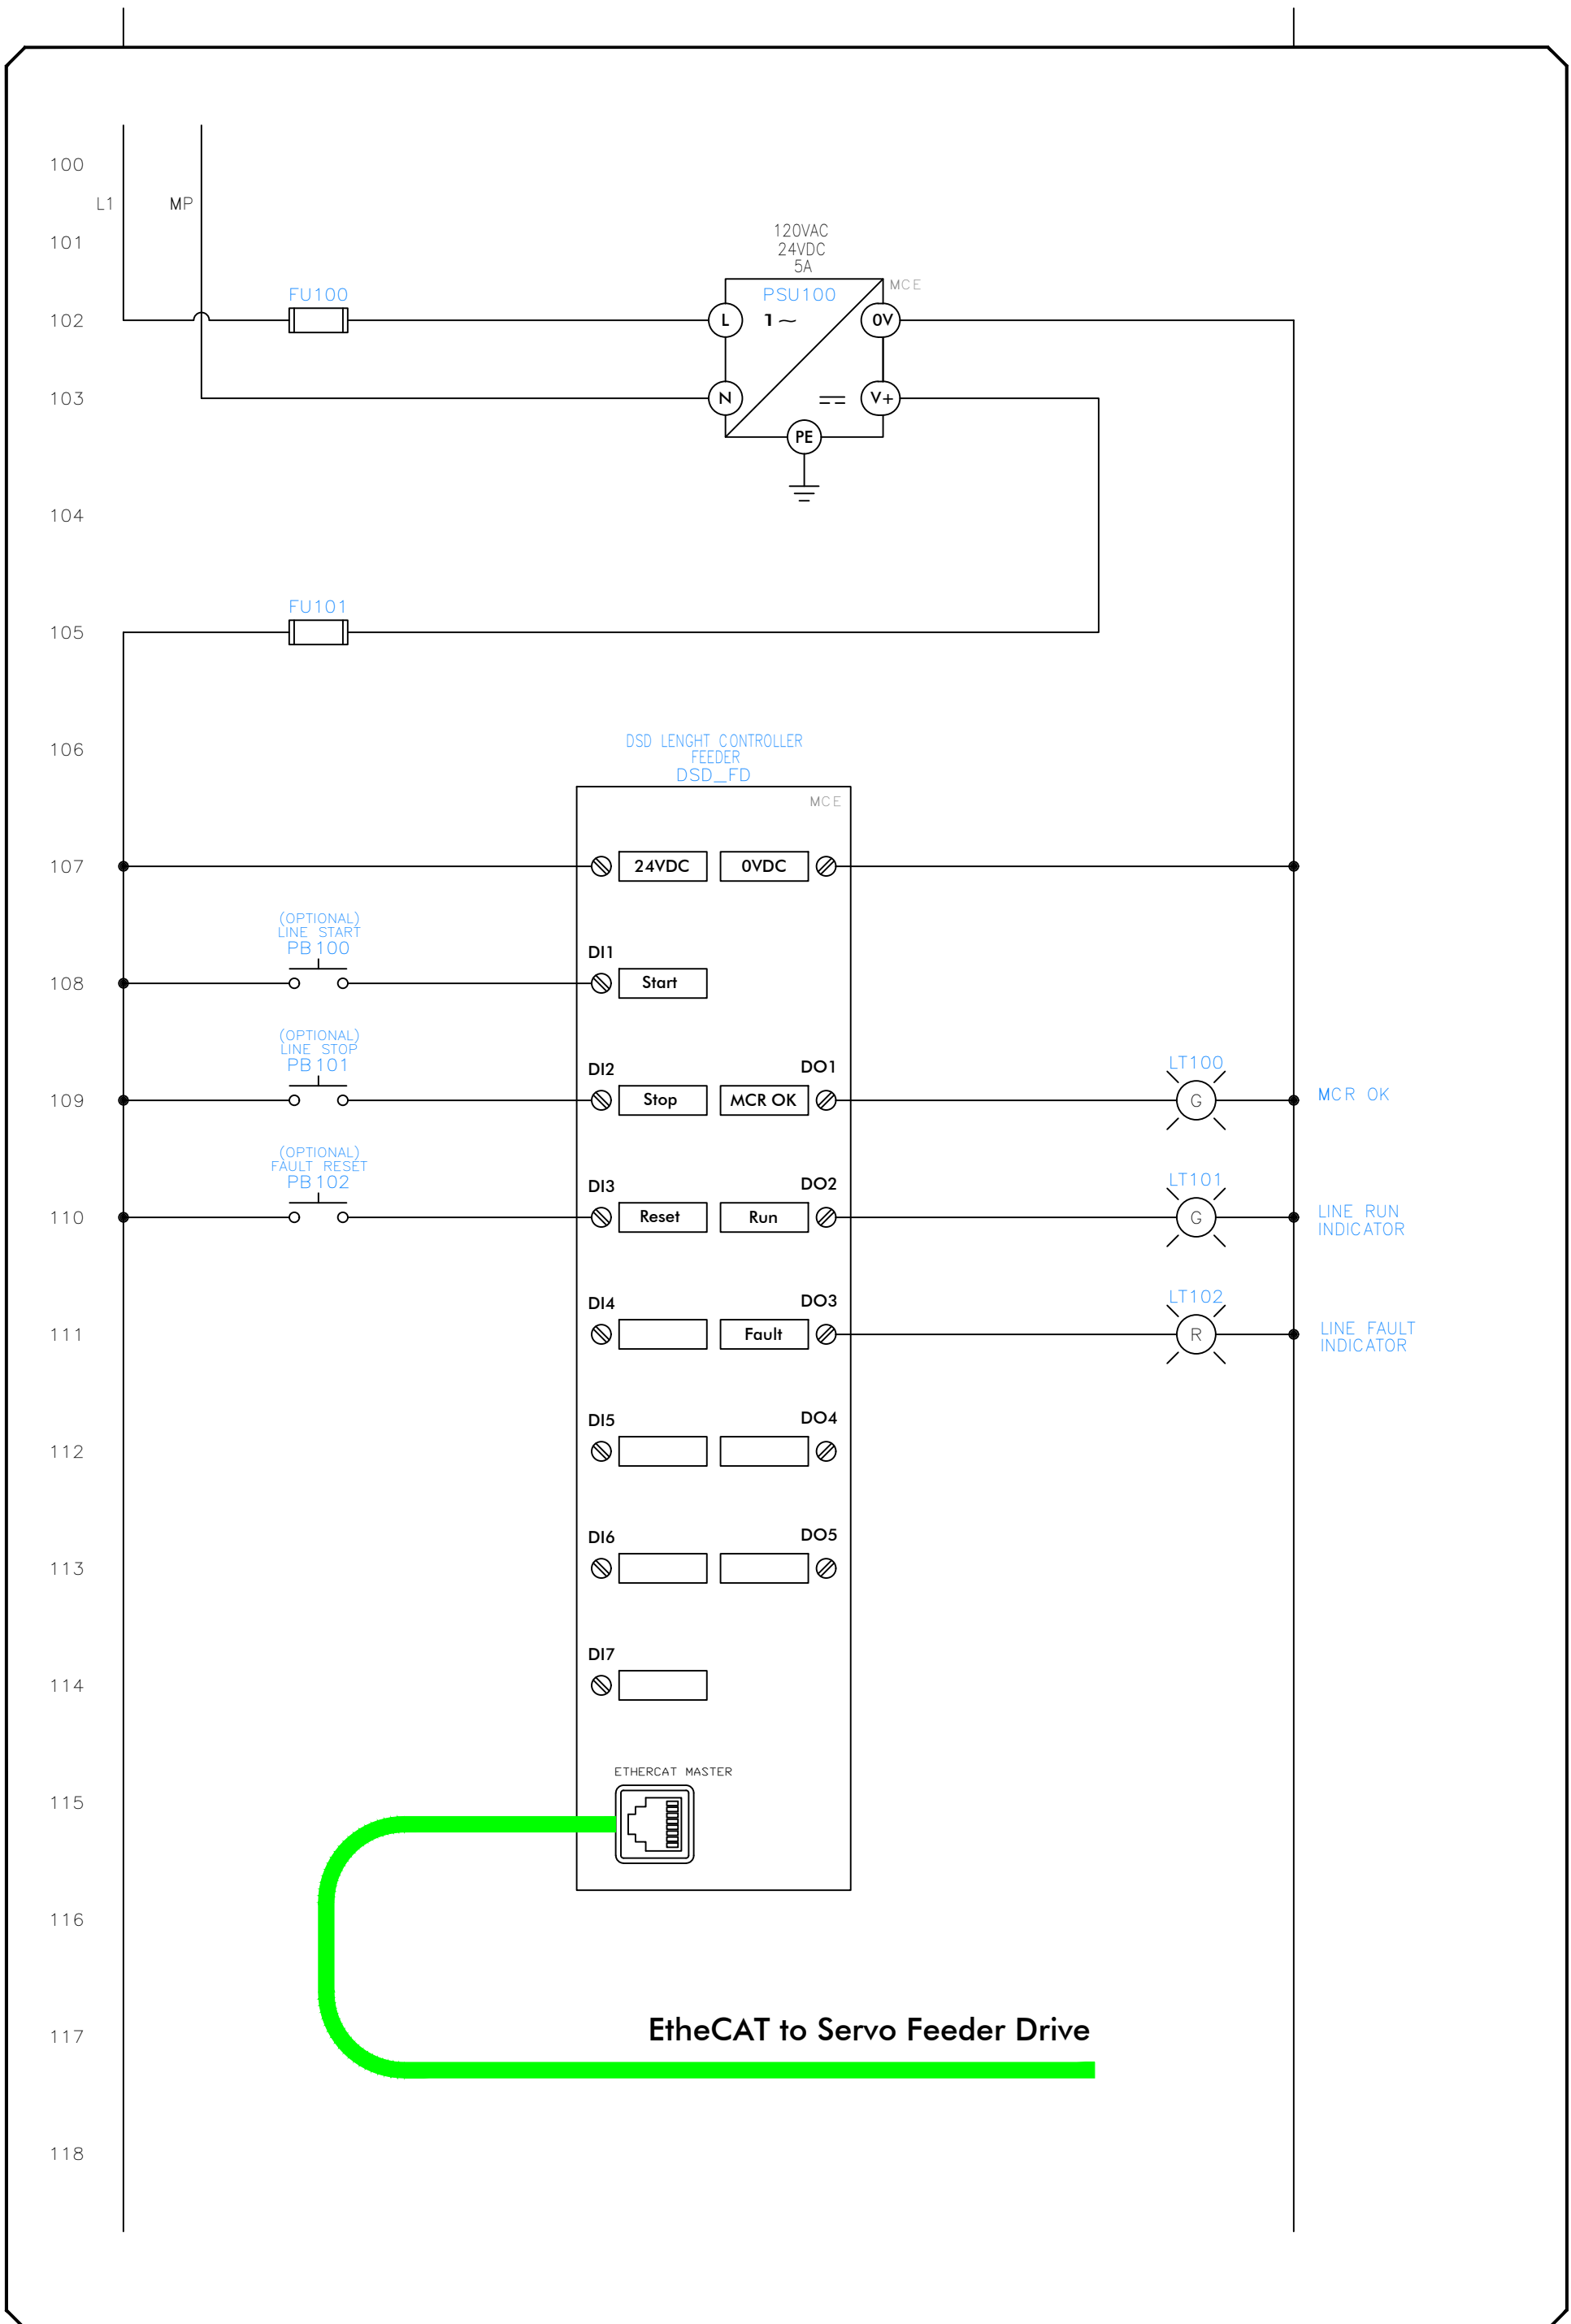 100
L1 MP
101
120VAC
24VDC
5A
MCE
FU100
PSU100
102
L
1~
0V
103
N
V+
PE
104
FU101
105
106
DSD LENGHT CONTROLLER
FEEDER
DSD_FD
MCE
107
24VDC
0VDC
(OPTIONAL)
LINE START
PB100
DI1
108
Start
(OPTIONAL)
LINE STOP
PB101
DI2
DO1
LT100
109
Stop
MCR OK
G
MCR OK
(OPTIONAL)
FAULT RESET
PB102
DI3
DO2
LT101
110
Reset
Run
G
LINE RUN
INDICATOR
DI4
DO3
LT102
111
Fault
R
LINE FAULT
INDICATOR
DI5
DO4
112
DI6
DO5
113
DI7
114
ETHERCAT MASTER
115
116
117
EtheCAT to Servo Feeder Drive
118